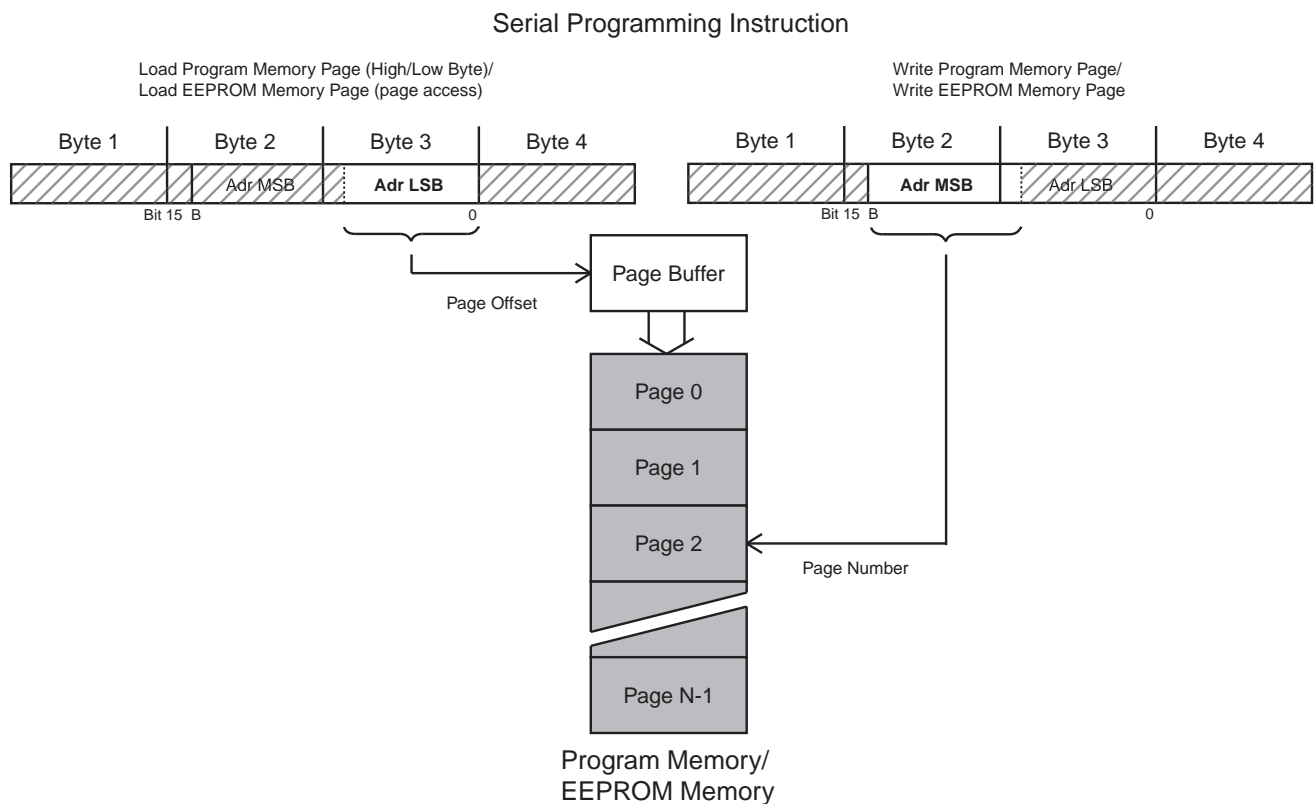 Serial Programming Instruction
Load Program Memory Page (High/Low Byte)/
Load EEPROM Memory Page (page access)
Write Program Memory Page/
Write EEPROM Memory Page
Byte 1 Byte 2 Byte 3 Byte 4
Byte 1 Byte 2 Byte 3 Byte 4
Adr MSB Adr LSB
Adr MSB Adr LSB
Bit 15 B 0
Bit 15 B 0
Page Buffer
Page Offset
Page 0
Page 1
Page 2
Page Number
Page N-1
Program Memory/
EEPROM Memory